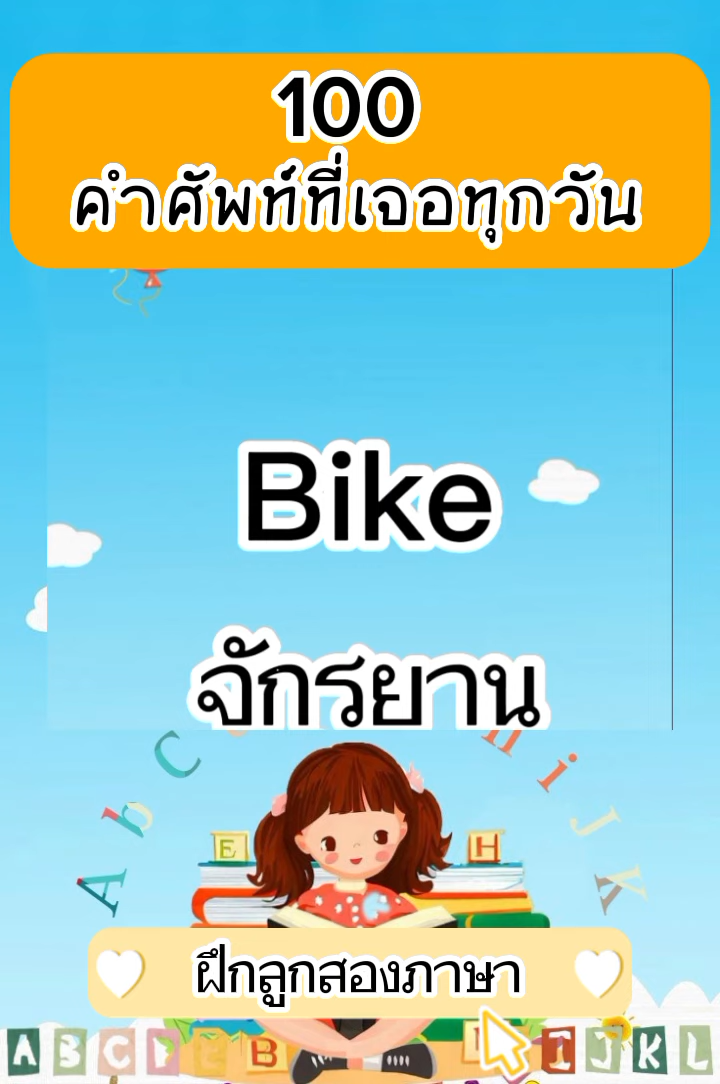 100
คำศัพท์ที่เจอทุกวัน
Bike
จักรยาน
A b C n i J K
E H
ฝึกลูกสองภาษา
A B C D B I J K L